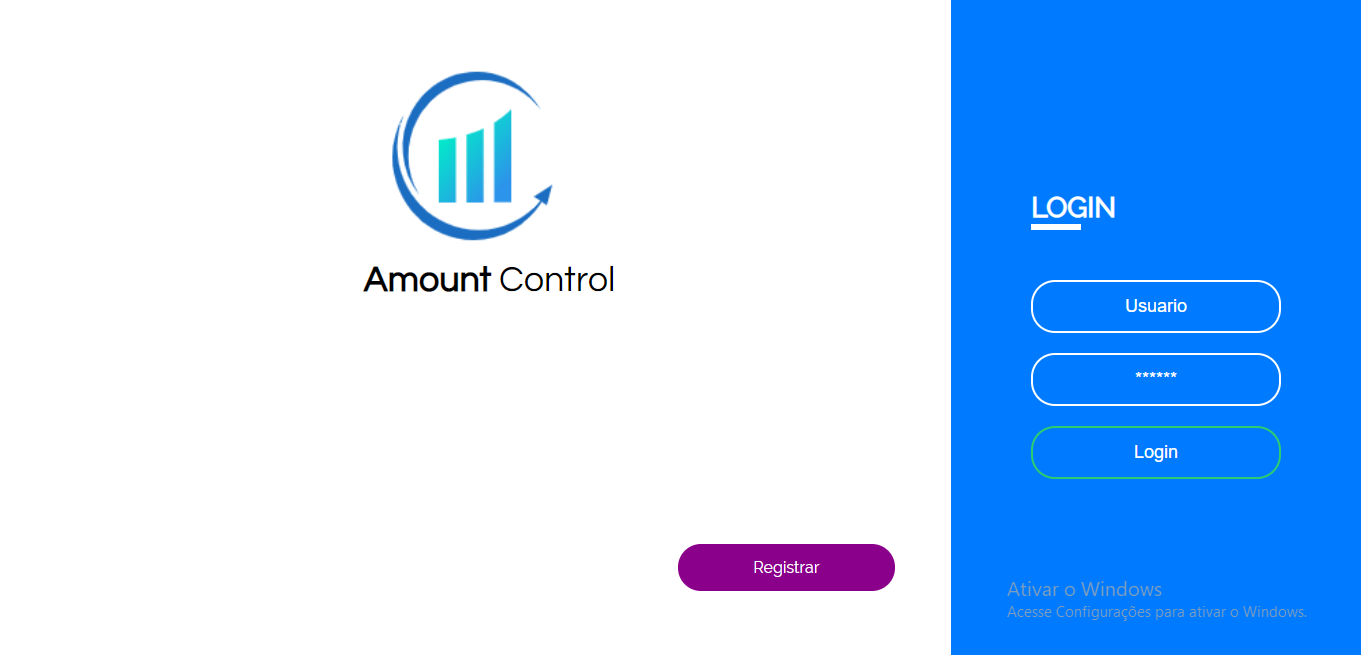 Amount Control
Registrar
LOGIN
Usuario
******
Login
Ativar o Windows
Acesse Configurações para ativar o Windows.